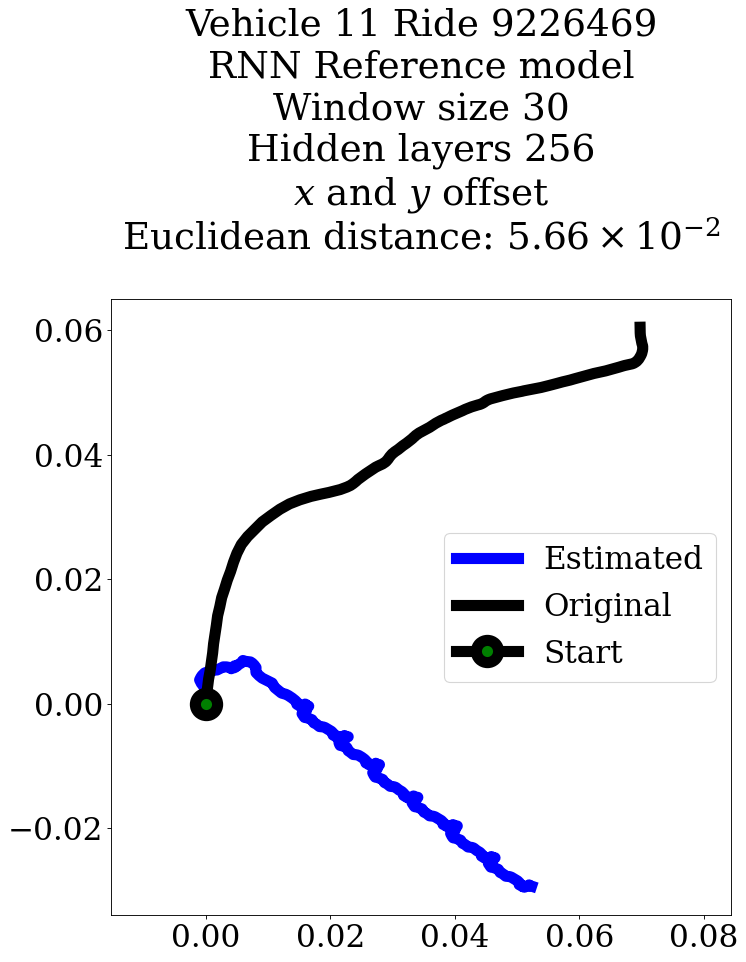 Vehicle 11 Ride 9226469
RNN Reference model
Window size 30
Hidden layers 256
x and y offset
Euclidean distance: 5.66 × 10⁻²
0.06
0.04
0.02
0.00
−0.02
Estimated
Original
Start
0.00 0.02 0.04 0.06 0.08